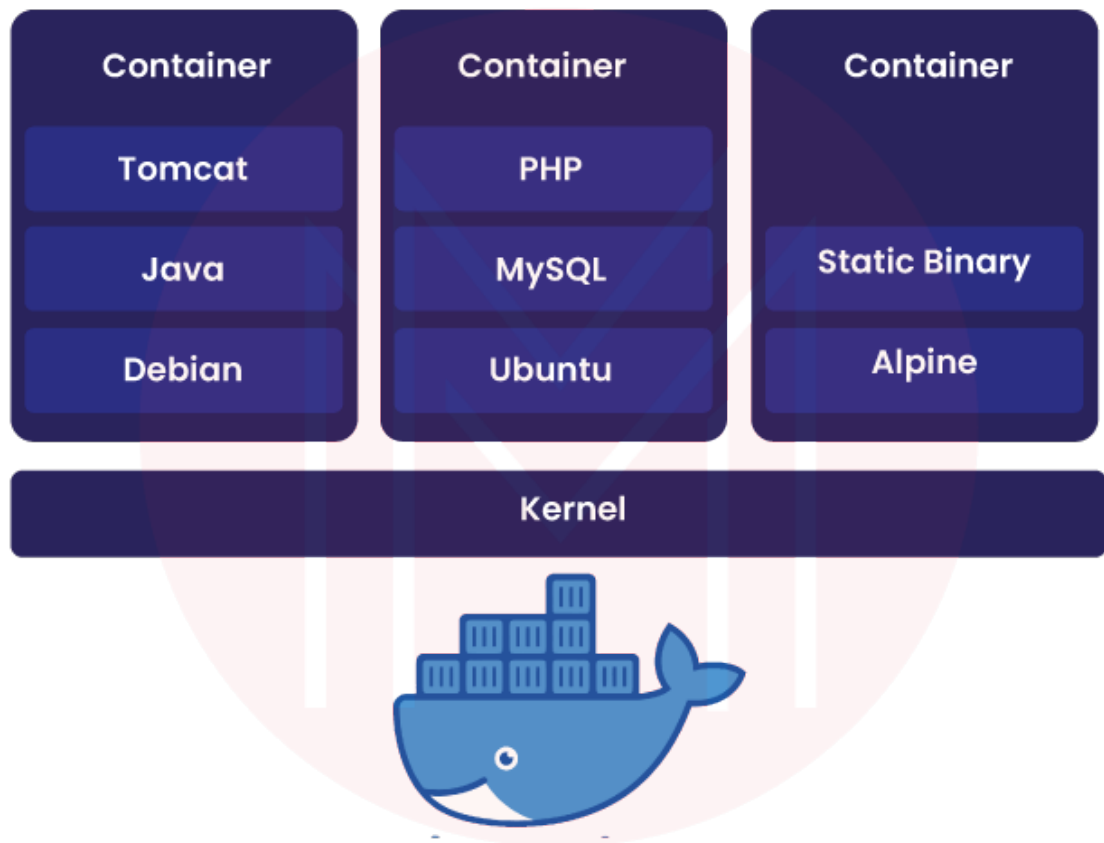 Container
Tomcat
Java
Debian
Container
PHP
MySQL
Ubuntu
Container
Static Binary
Alpine
Kernel